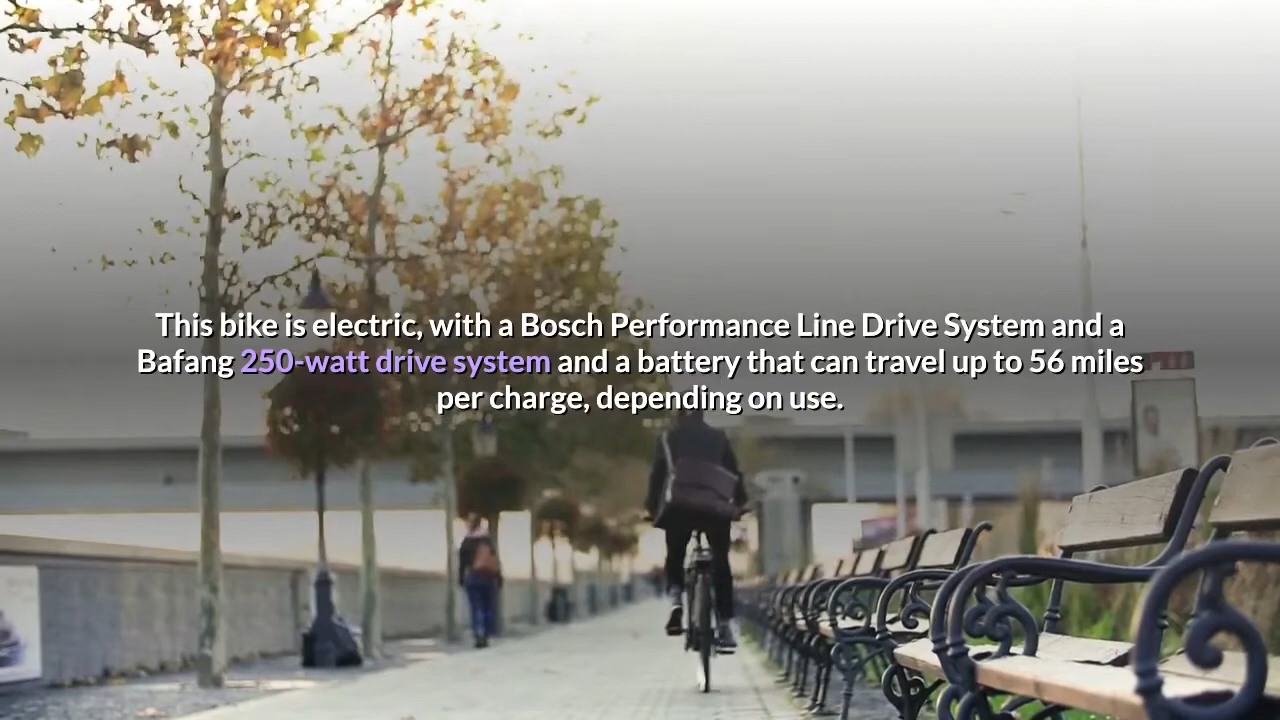 This bike is electric, with a Bosch Performance Line Drive System and a
Bafang 250-watt drive system and a battery that can travel up to 56 miles
per charge, depending on use.